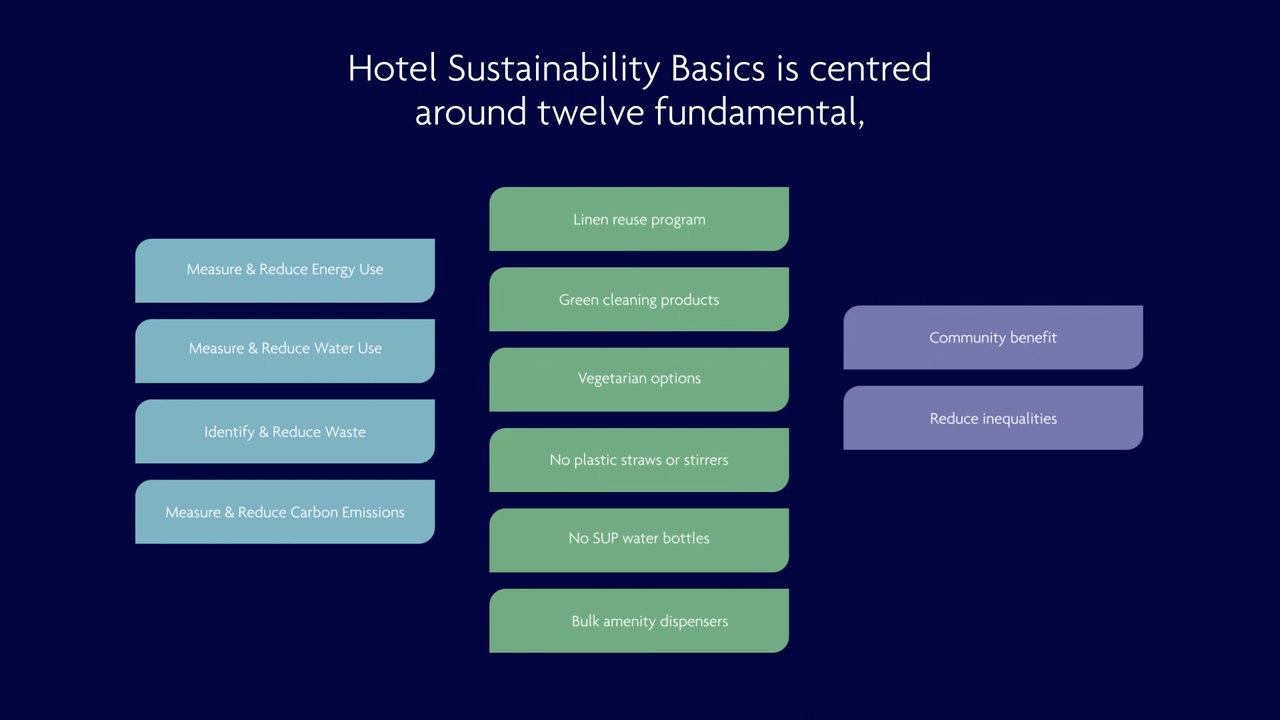 Hotel Sustainability Basics is centred
around twelve fundamental,
Measure & Reduce Energy Use
Measure & Reduce Water Use
Identify & Reduce Waste
Measure & Reduce Carbon Emissions
Linen reuse program
Green cleaning products
Vegetarian options
No plastic straws or stirrers
No SUP water bottles
Bulk amenity dispensers
Community benefit
Reduce inequalities